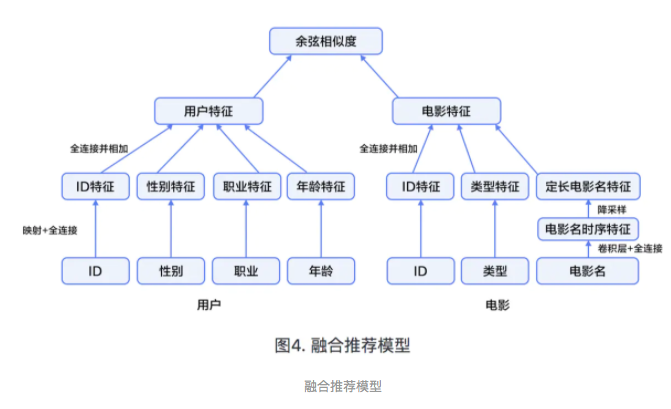 余弦相似度
用户特征
电影特征
全连接并相加
全连接并相加
ID特征
性别特征
职业特征
年龄特征
ID特征
类型特征
定长电影名特征
降采样
映射+全连接
电影名时序特征
卷积层+全连接
ID
性别
职业
年龄
ID
类型
电影名
用户
电影
图4. 融合推荐模型
融合推荐模型